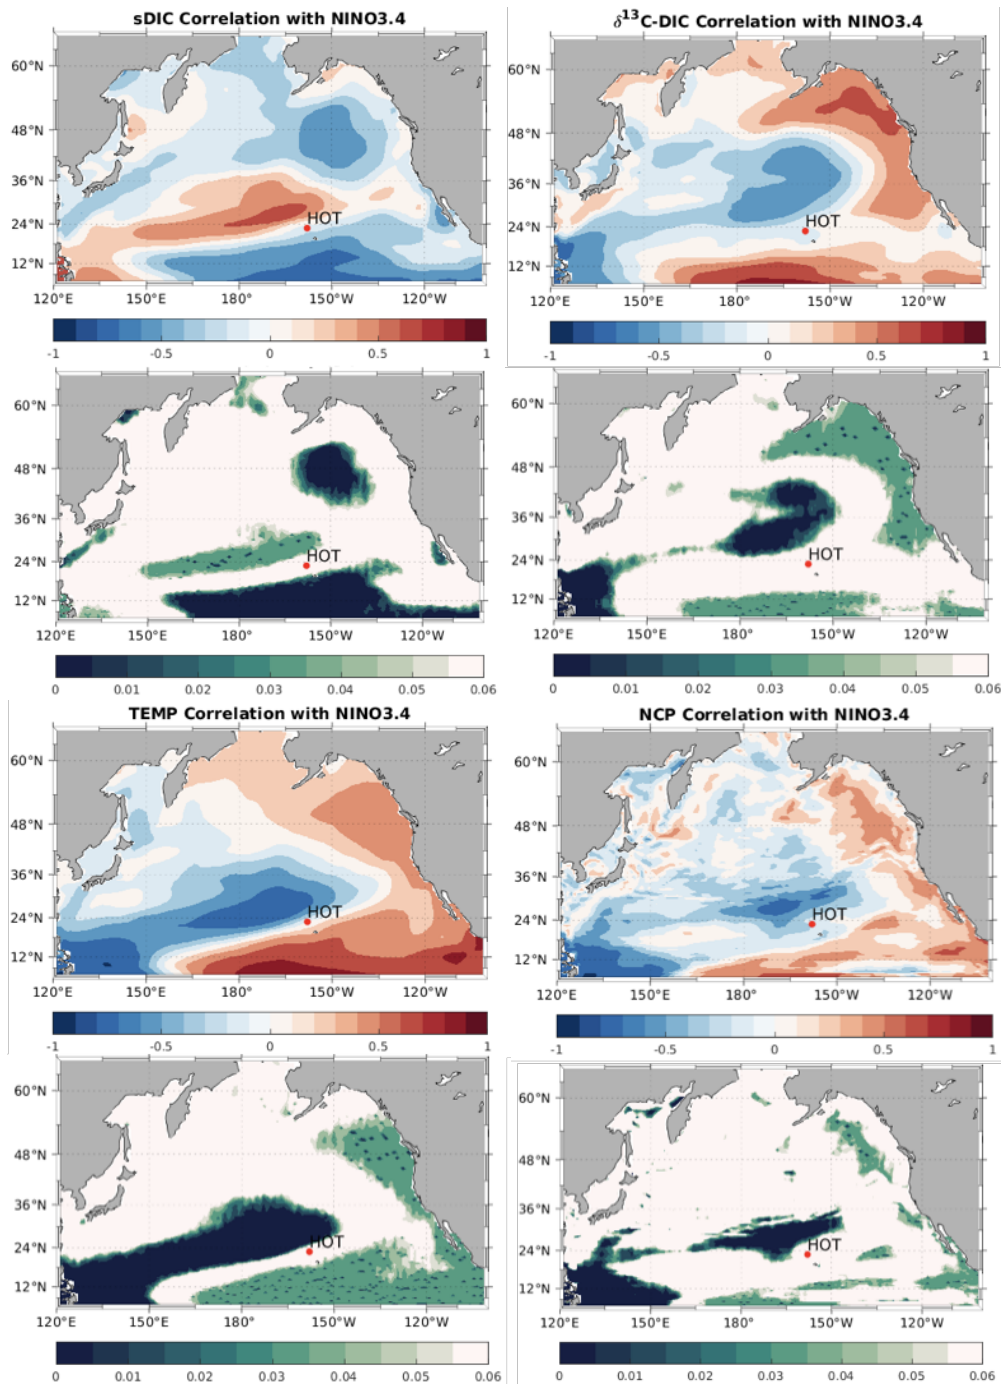 sDIC Correlation with NINO3.4
60°N
48°N
36°N
24°N
12°N
HOT
120°E 150°E 180°W 150°W 120°W
-1 -0.5 0 0.5 1
δ13C-DIC Correlation with NINO3.4
60°N
48°N
36°N
24°N
12°N
HOT
120°E 150°E 180°W 150°W 120°W
-1 -0.5 0 0.5 1
60°N
48°N
36°N
24°N
12°N
HOT
120°E 150°E 180°W 150°W 120°W
0 0.01 0.02 0.03 0.04 0.05 0.06
60°N
48°N
36°N
24°N
12°N
HOT
120°E 150°E 180°W 150°W 120°W
0 0.01 0.02 0.03 0.04 0.05 0.06
TEMP Correlation with NINO3.4
60°N
48°N
36°N
24°N
12°N
HOT
120°E 150°E 180°W 150°W 120°W
-1 -0.5 0 0.5 1
NCP Correlation with NINO3.4
60°N
48°N
36°N
24°N
12°N
HOT
120°E 150°E 180°W 150°W 120°W
-1 -0.5 0 0.5 1
60°N
48°N
36°N
24°N
12°N
HOT
120°E 150°E 180°W 150°W 120°W
0 0.01 0.02 0.03 0.04 0.05 0.06
60°N
48°N
36°N
24°N
12°N
HOT
120°E 150°E 180°W 150°W 120°W
0 0.01 0.02 0.03 0.04 0.05 0.06